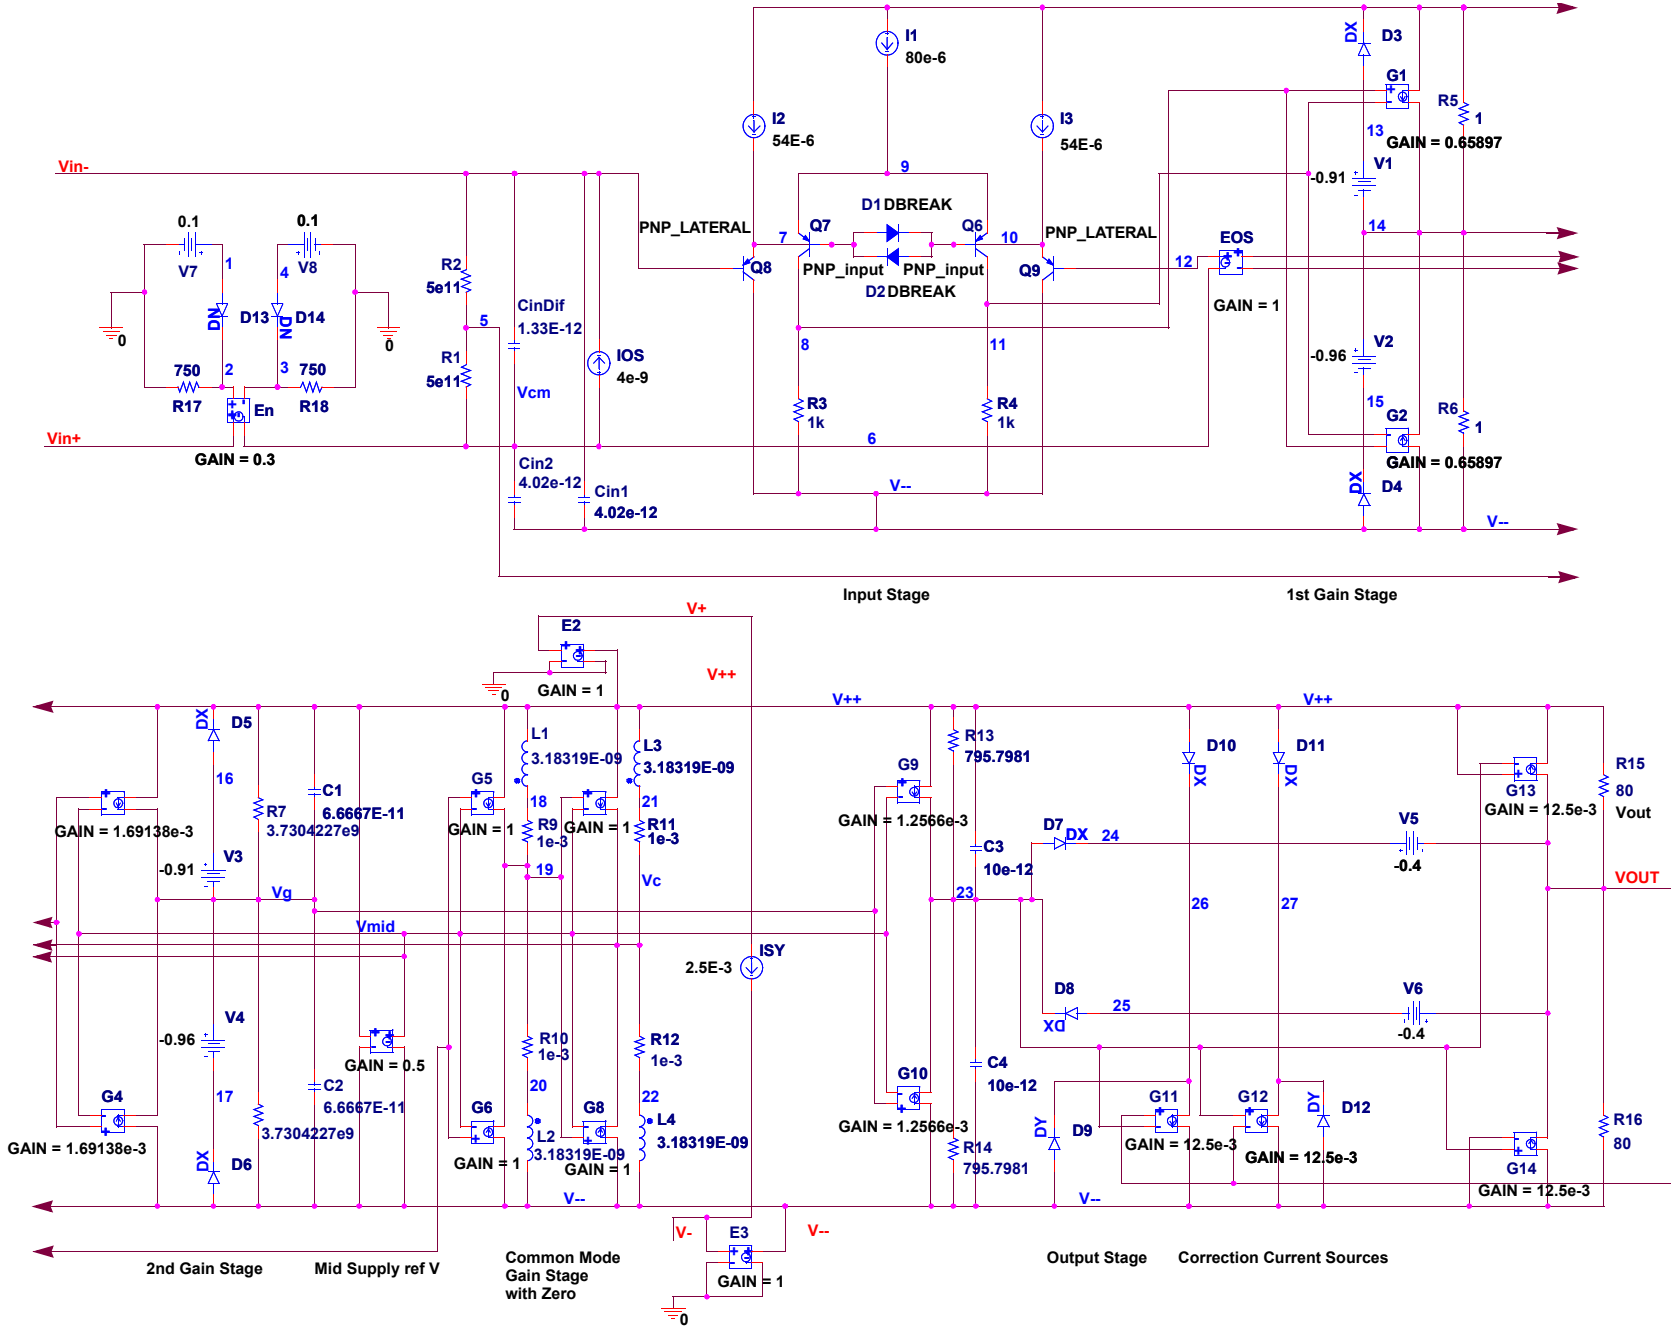 I1
80e-6
DX
D3
G1
R5
1
I2
54E-6
I3
54E-6
13
GAIN = 0.65897
Vin-
9
V1
-0.91
0.1
V7
0.1
V8
1
4
D1 DBREAK
PNP_LATERAL
7
Q7
Q6
10
PNP_LATERAL
14
EOS
R2
5e11
Q8
PNP_input
PNP_input
Q9
12
D2 DBREAK
GAIN = 1
CinDif
1.33E-12
DN
D13
DN
D14
5
0
0
8
11
V2
-0.96
R1
5e11
IOS
4e-9
750
R17
2
3
750
R18
Vcm
En
R3
1k
R4
1k
15
R6
1
G2
Vin+
6
GAIN = 0.3
GAIN = 0.65897
Cin2
4.02e-12
Cin1
4.02e-12
V--
DX
D4
V--
Input Stage
1st Gain Stage
V+
E2
V++
0
GAIN = 1
V++
V++
DX
D5
L1
3.18319E-09
L3
3.18319E-09
R13
795.7981
D10
DX
D11
DX
16
G5
G9
G13
R15
80
Vout
C1
6.6667E-11
R7
3.7304227e9
18
21
GAIN = 12.5e-3
GAIN = 1.69138e-3
GAIN = 1
R9
1e-3
GAIN = 1
R11
1e-3
GAIN = 1.2566e-3
D7
DX
24
V5
-0.4
C3
10e-12
V3
-0.91
19
Vc
VOUT
Vg
23
26
27
Vmid
ISY
2.5E-3
D8
DX
25
V6
-0.4
V4
-0.96
R10
1e-3
R12
1e-3
GAIN = 0.5
C4
10e-12
17
C2
6.6667E-11
20
22
G4
G6
G8
L4
3.18319E-09
G10
G11
G12
DY
D12
3.7304227e9
L2
3.18319E-09
GAIN = 1.2566e-3
D9
DY
R16
80
GAIN = 1.69138e-3
GAIN = 12.5e-3
GAIN = 12.5e-3
DX
D6
GAIN = 1
GAIN = 1
R14
795.7981
G14
GAIN = 12.5e-3
V--
V--
V-
E3
V--
2nd Gain Stage
Mid Supply ref V
Common Mode
Gain Stage
with Zero
GAIN = 1
0
Output Stage
Correction Current Sources